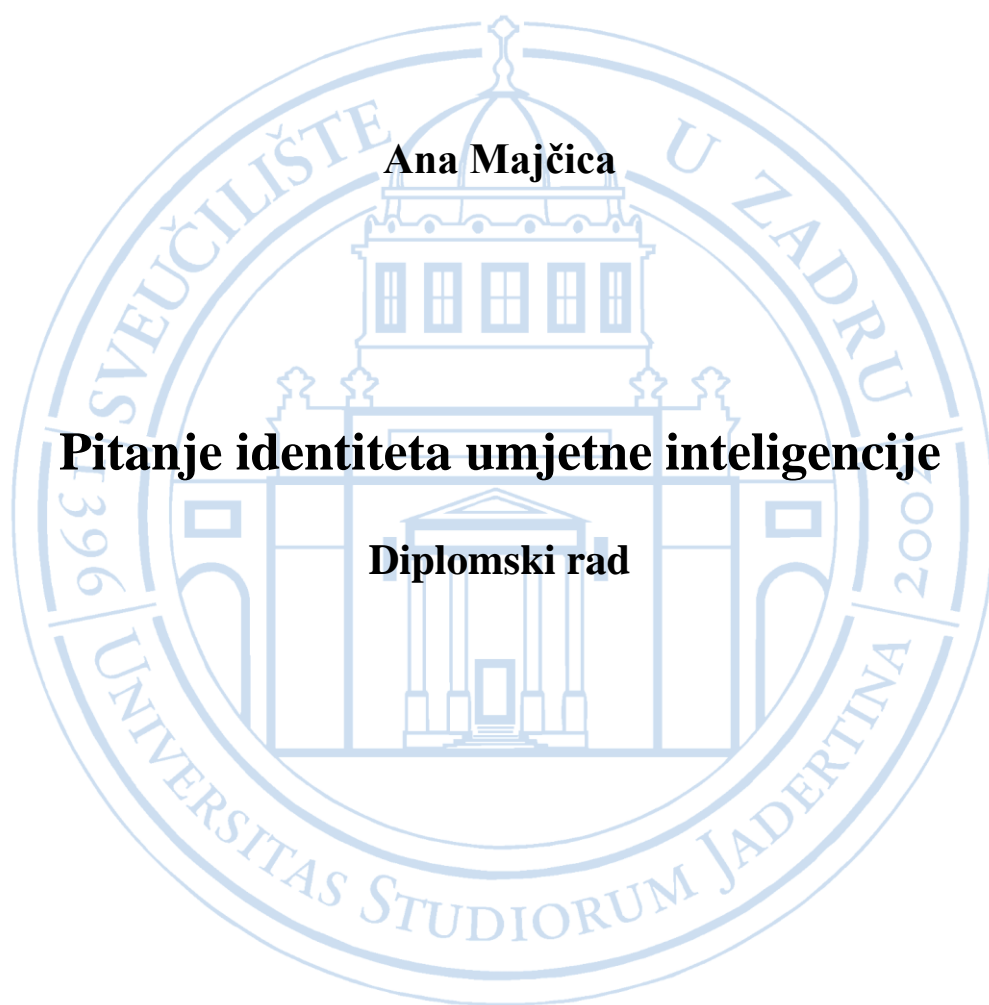 Ana Majčica
Pitanje identiteta umjetne inteligencije
Diplomski rad
SVEUČILIŠTE U ZADRU
1396
2002
UNIVERSITAS STUDIORUM JADERTINA